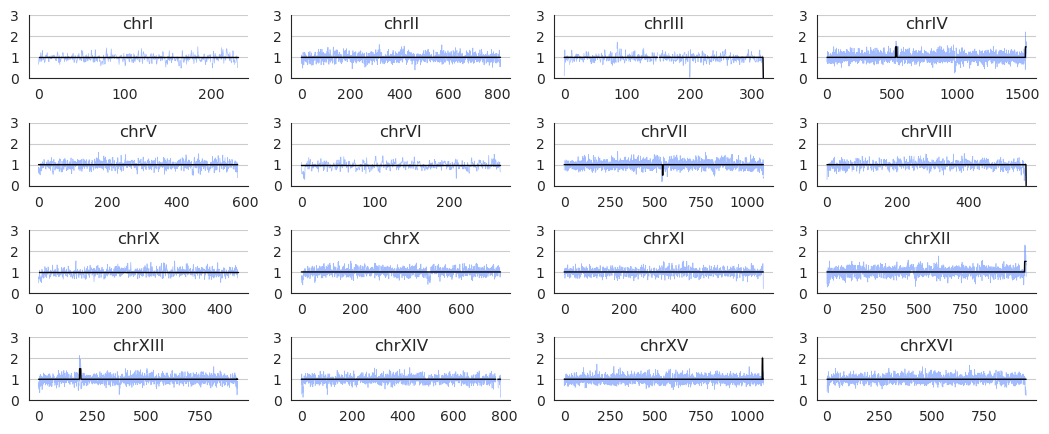 chrI chrII chrIII chrIV
3 3 3 3
2 2 2 2
1 1 1 1
0 0 0 0
0 100 200 0 200 400 600 800 0 100 200 300 0 500 1000 1500
chrV chrVI chrVII chrVIII
3 3 3 3
2 2 2 2
1 1 1 1
0 0 0 0
0 200 400 600 0 100 200 0 250 500 750 1000 0 200 400
chrIX chrX chrXI chrXII
3 3 3 3
2 2 2 2
1 1 1 1
0 0 0 0
0 100 200 300 400 0 200 400 600 0 200 400 600 0 250 500 750 1000
chrXIII chrXIV chrXV chrXVI
3 3 3 3
2 2 2 2
1 1 1 1
0 0 0 0
0 250 500 750 0 200 400 600 800 0 250 500 750 1000 0 250 500 750